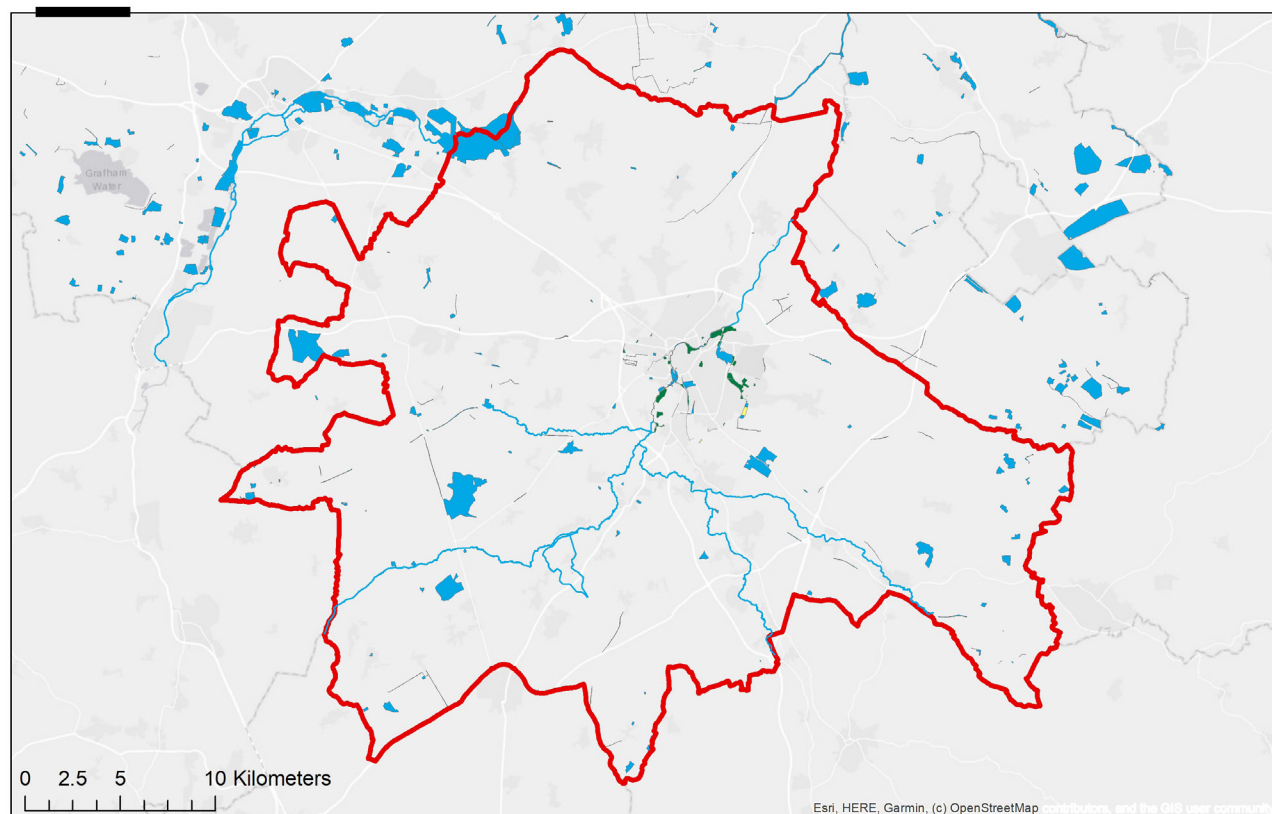 Grafham
Water
0 2.5 5 10 Kilometers
Esri, HERE, Garmin, (c) OpenStreetMap contributors, and the GIS user community